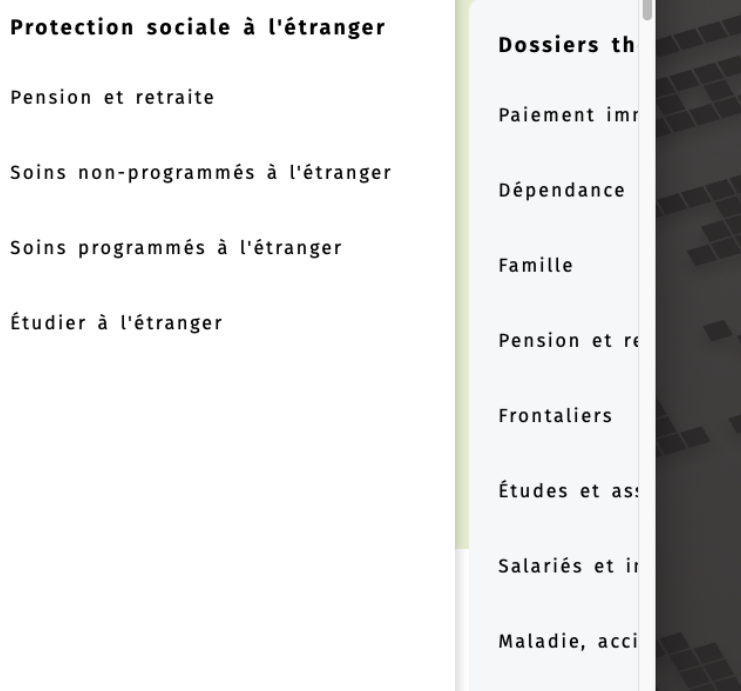 Protection sociale à l'étranger
Pension et retraite
Soins non-programmés à l'étranger
Soins programmés à l'étranger
Étudier à l'étranger
Dossiers
Paiement
Dépendance
Famille
Pension et
Frontaliers
Études et
Salariés et
Maladie,